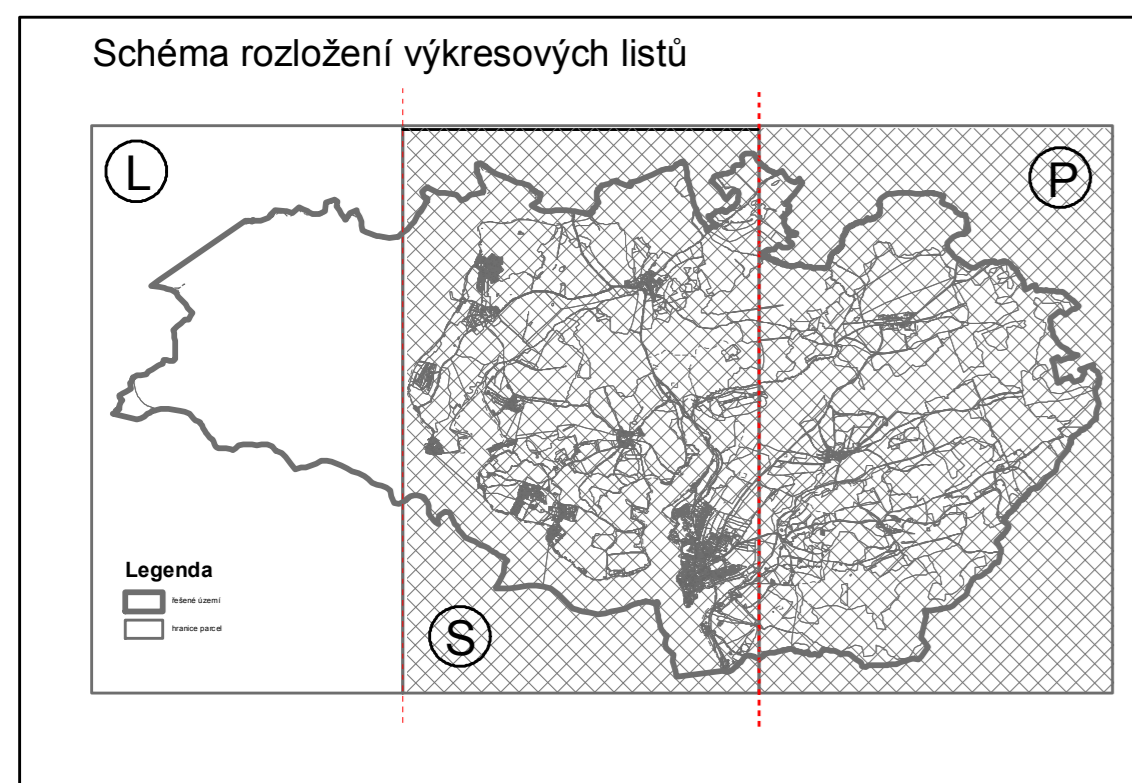 Schéma rozložení výkresových listů
L
P
Legenda
řešené území
hranice parcel
S